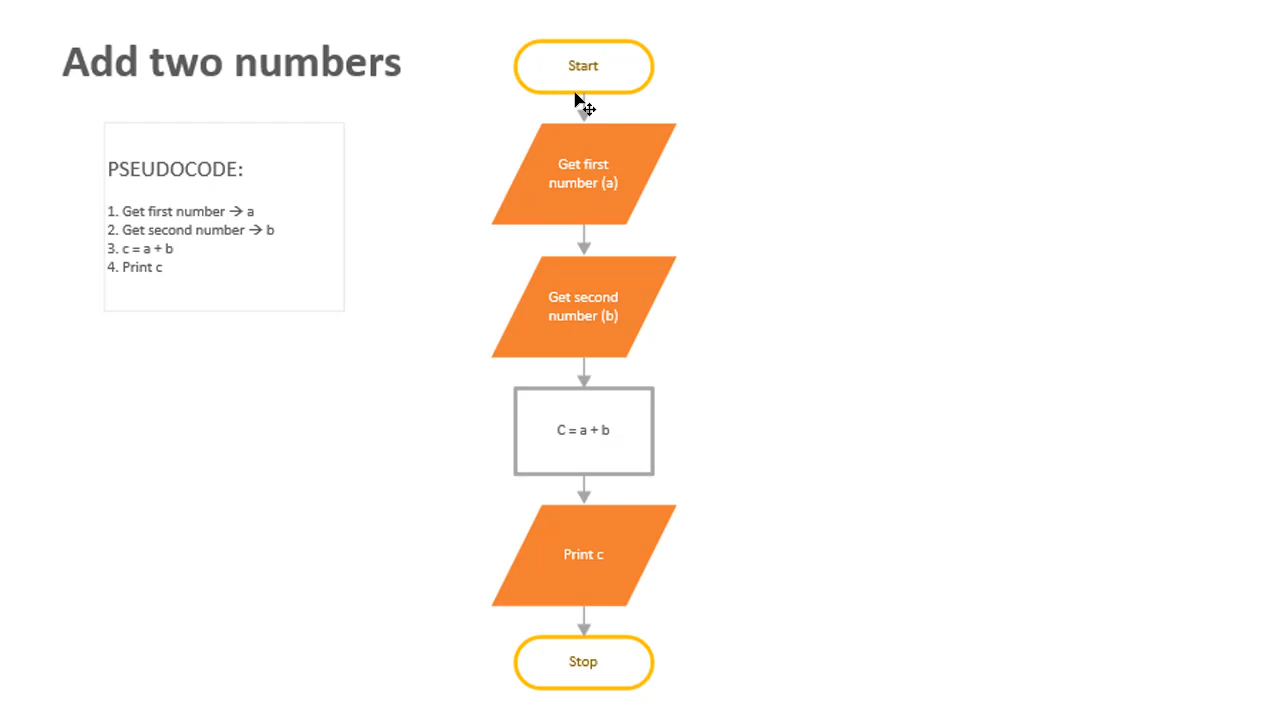 Add two numbers
PSEUDOCODE:
1. Get first number → a
2. Get second number → b
3. c = a + b
4. Print c
Start
Get first
number (a)
Get second
number (b)
C = a + b
Print c
Stop